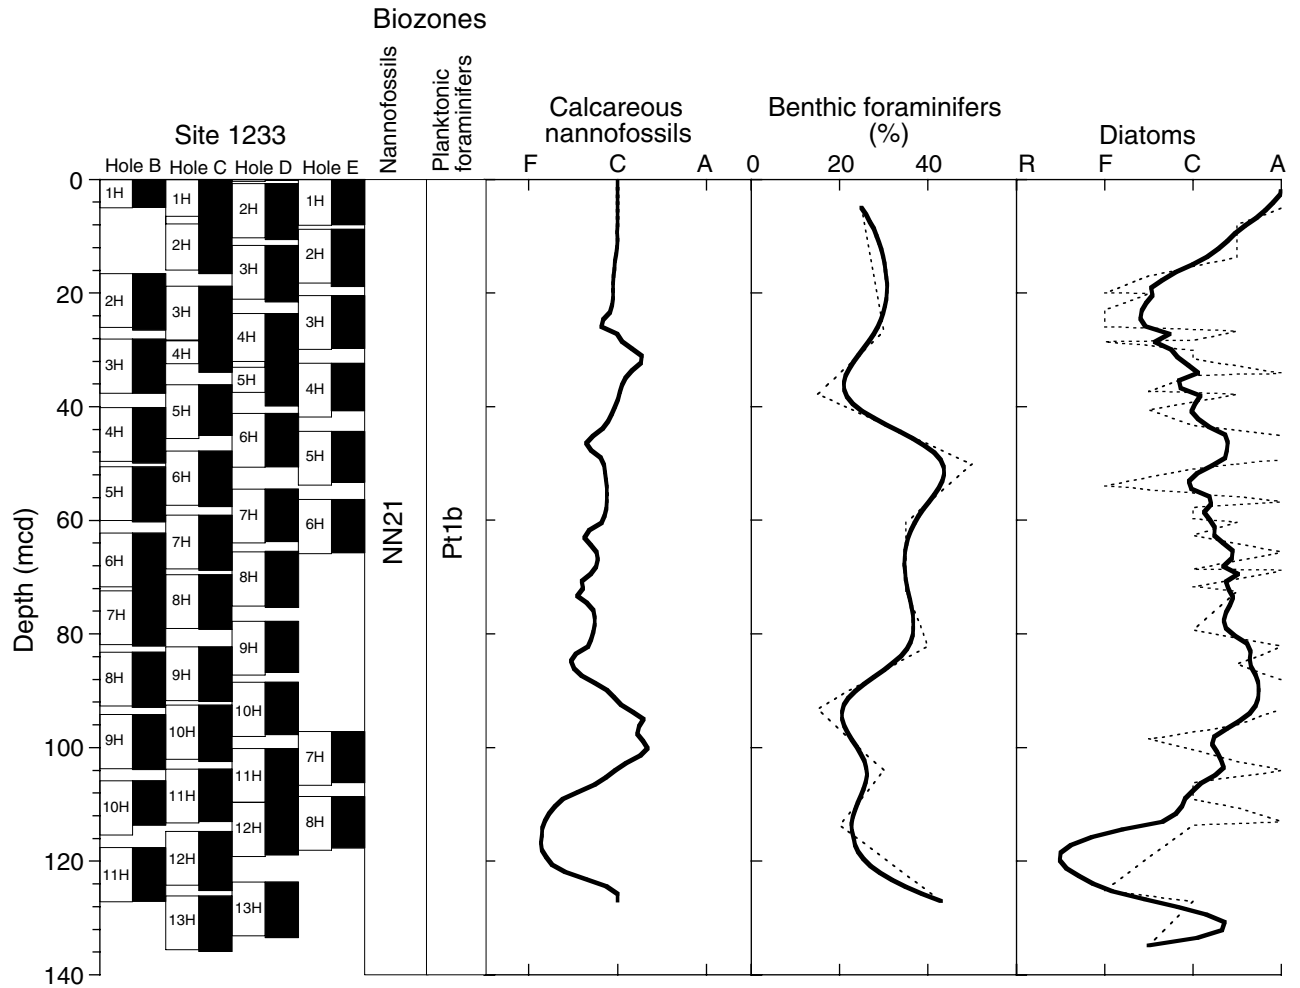 Biozones
Nannofossils
Planktonic
foraminifers
Calcareous
nannofossils
Benthic foraminifers
(%)
Diatoms
Site 1233
Hole B Hole C Hole D Hole E
F C A
0 20 40
R F C A
Depth (mcd)
0
20
40
60
80
100
120
140
1H
2H
3H
4H
5H
6H
7H
8H
9H
10H
11H
1H
2H
3H
4H
5H
6H
7H
8H
9H
10H
11H
12H
13H
2H
3H
4H
5H
6H
7H
8H
9H
10H
11H
12H
13H
1H
2H
3H
4H
5H
6H
7H
8H
NN21
Pt1b